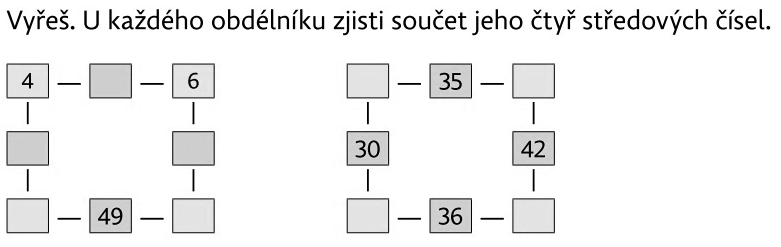 Vyřeš. U každého obdélníku zjisti součet jeho čtyř středových čísel.
4 — — 6 — 35 —
30 42
— 49 — — 36 —